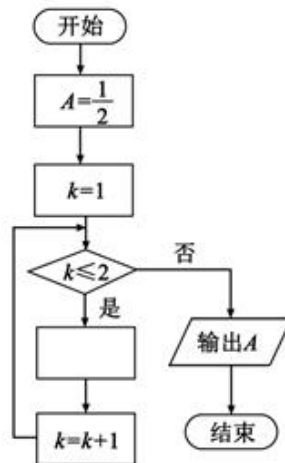 开始
A=1/2
k=1
k≤2
否
是
输出A
k=k+1
结束